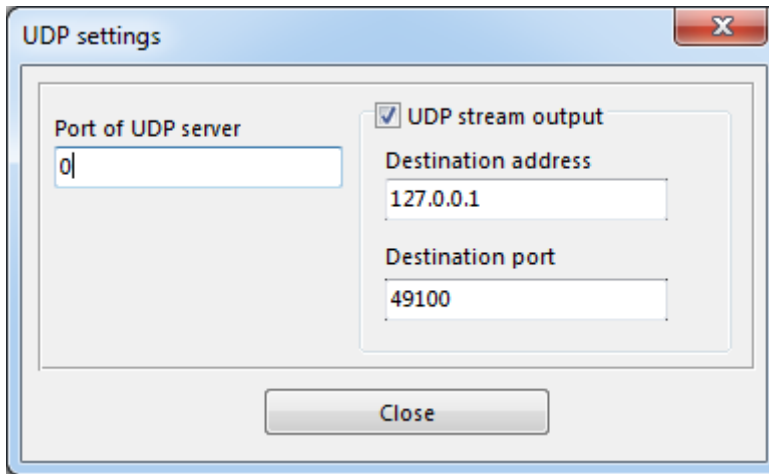 UDP settings
Port of UDP server
0
UDP stream output
Destination address
127.0.0.1
Destination port
49100
Close